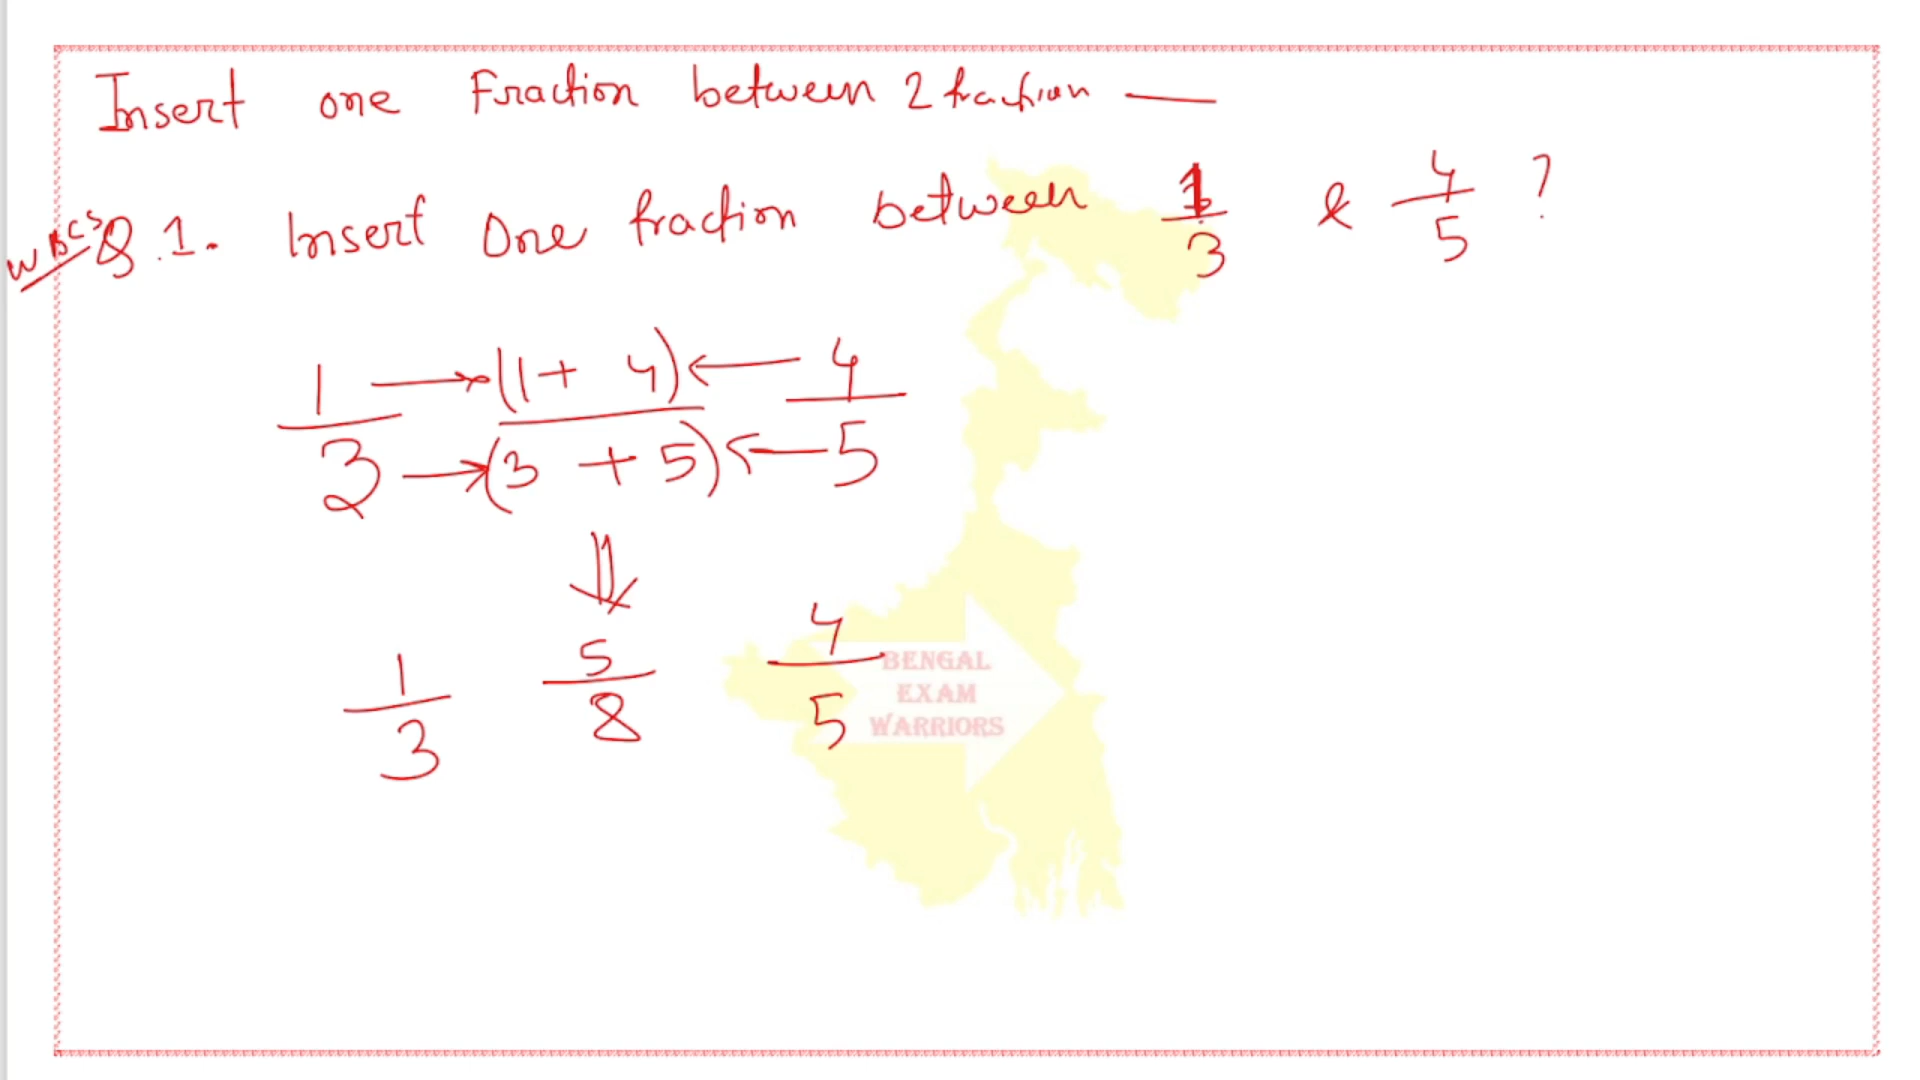 Insert one Fraction between 2 fraction —
WBCS Q.1. Insert One fraction between 1/3 & 4/5 ?
1/3 → (1 + 4)/(3 + 5) ← 4/5
⇓
1/3 5/8 4/5
BENGAL
EXAM
WARRIORS